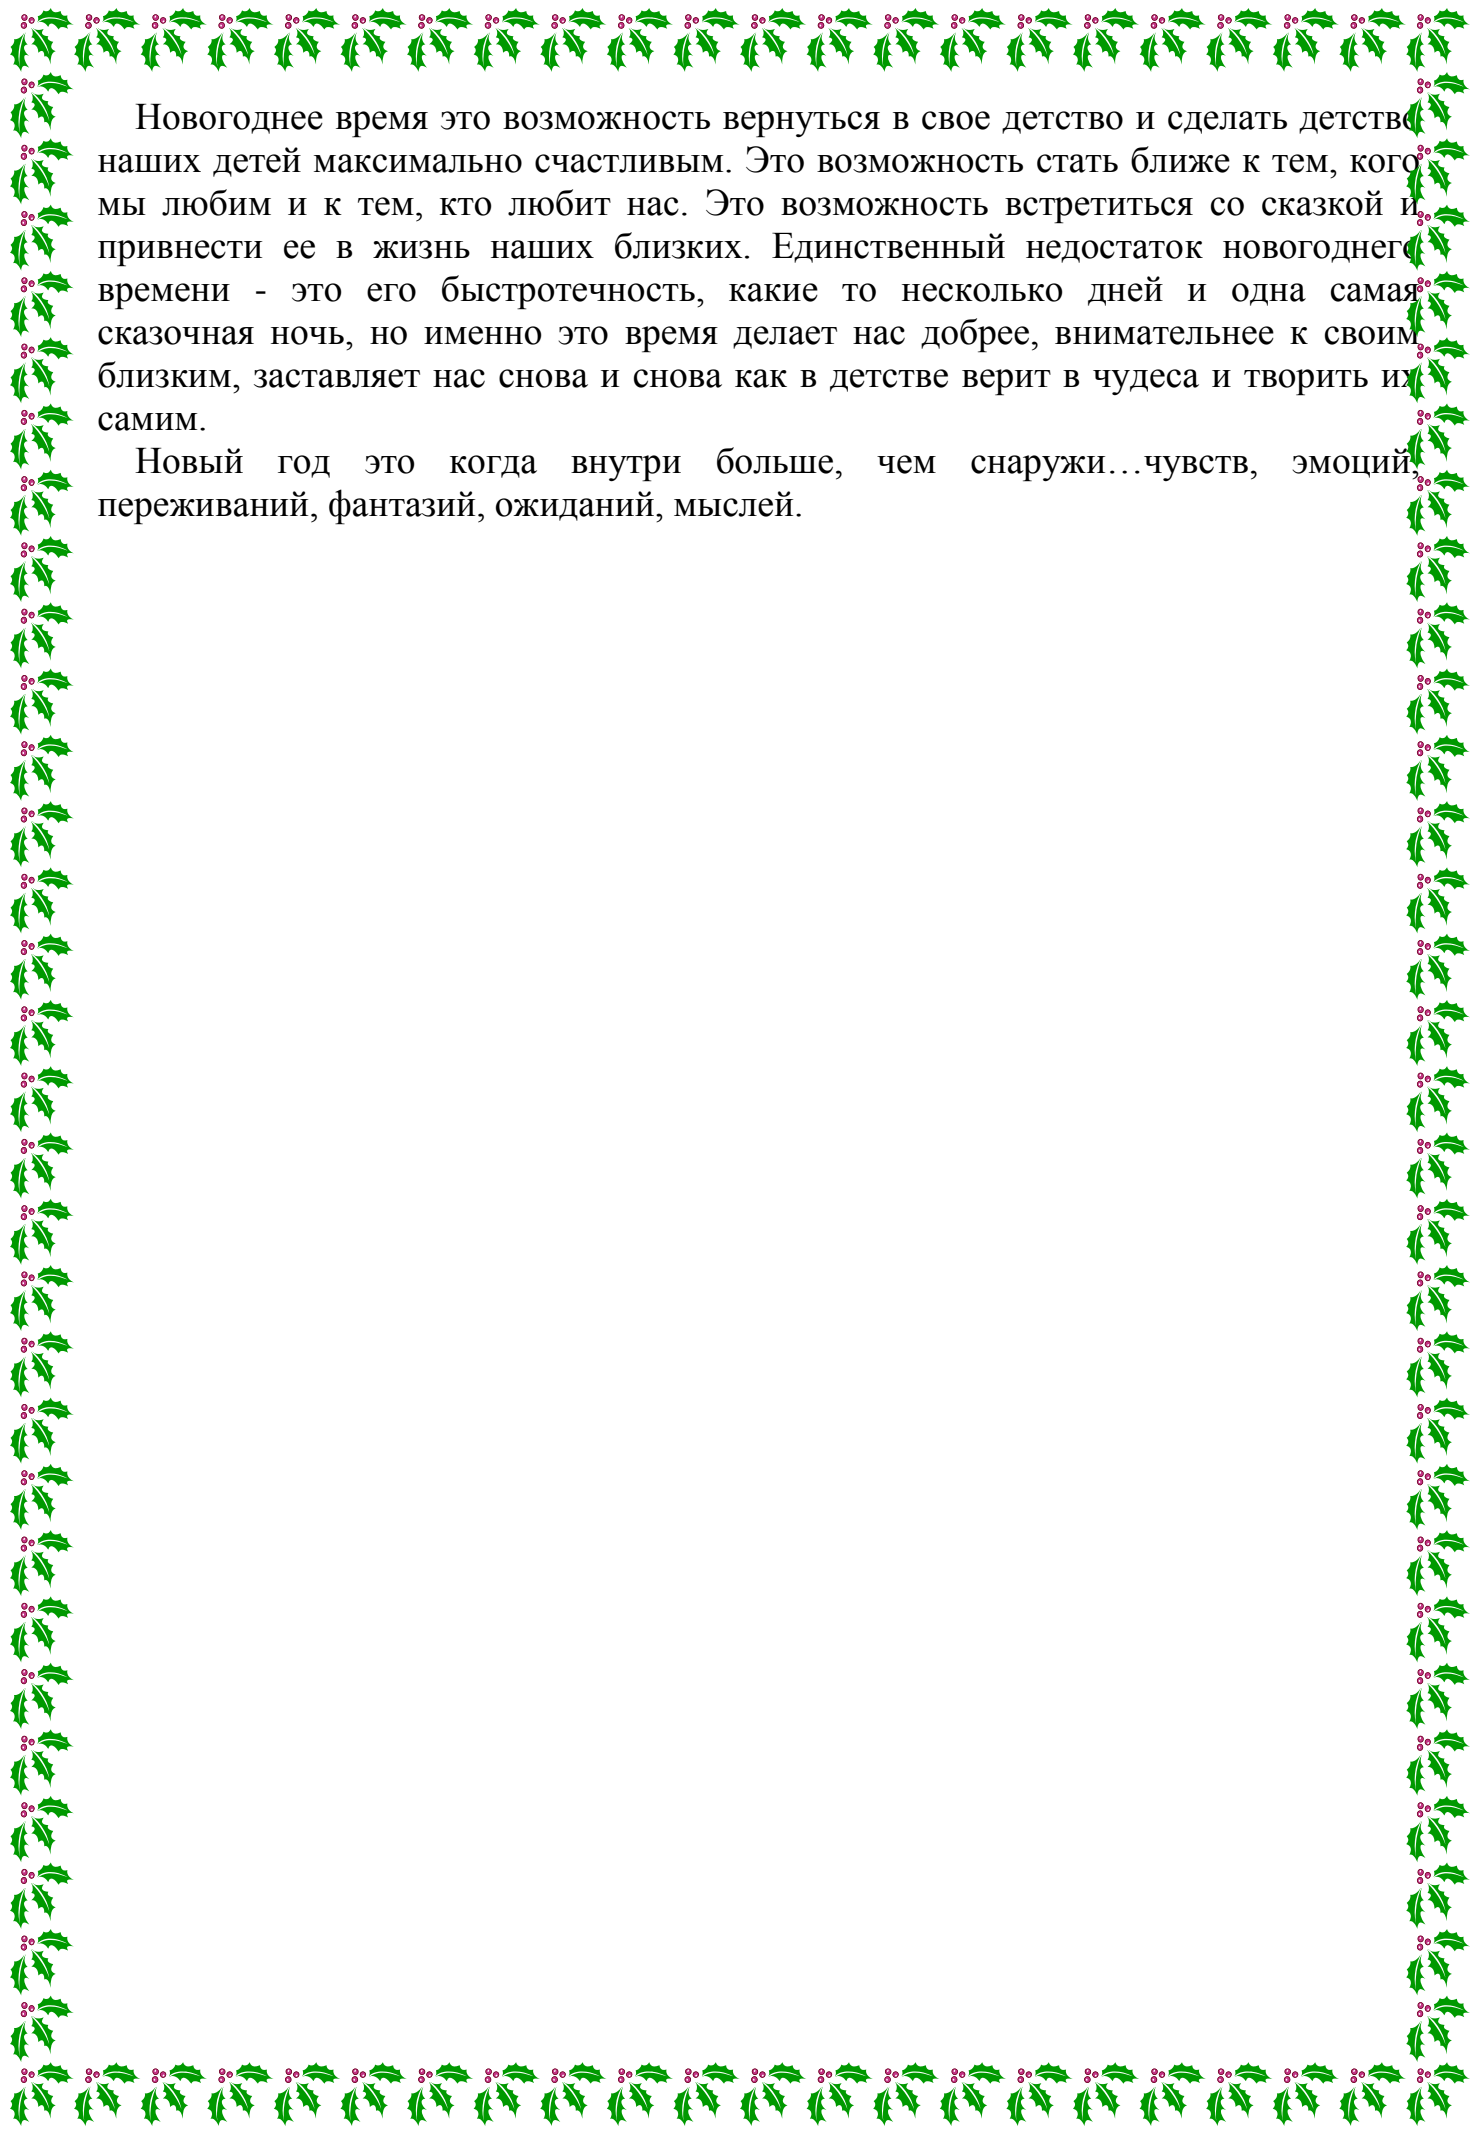 Новогоднее время это возможность вернуться в свое детство и сделать детство
наших детей максимально счастливым. Это возможность стать ближе к тем, кого
мы любим и к тем, кто любит нас. Это возможность встретиться со сказкой и
привнести ее в жизнь наших близких. Единственный недостаток новогоднего
времени - это его быстротечность, какие то несколько дней и одна самая
сказочная ночь, но именно это время делает нас добрее, внимательнее к своим
близким, заставляет нас снова и снова как в детстве верит в чудеса и творить их
самим.
Новый год это когда внутри больше, чем снаружи…чувств, эмоций,
переживаний, фантазий, ожиданий, мыслей.